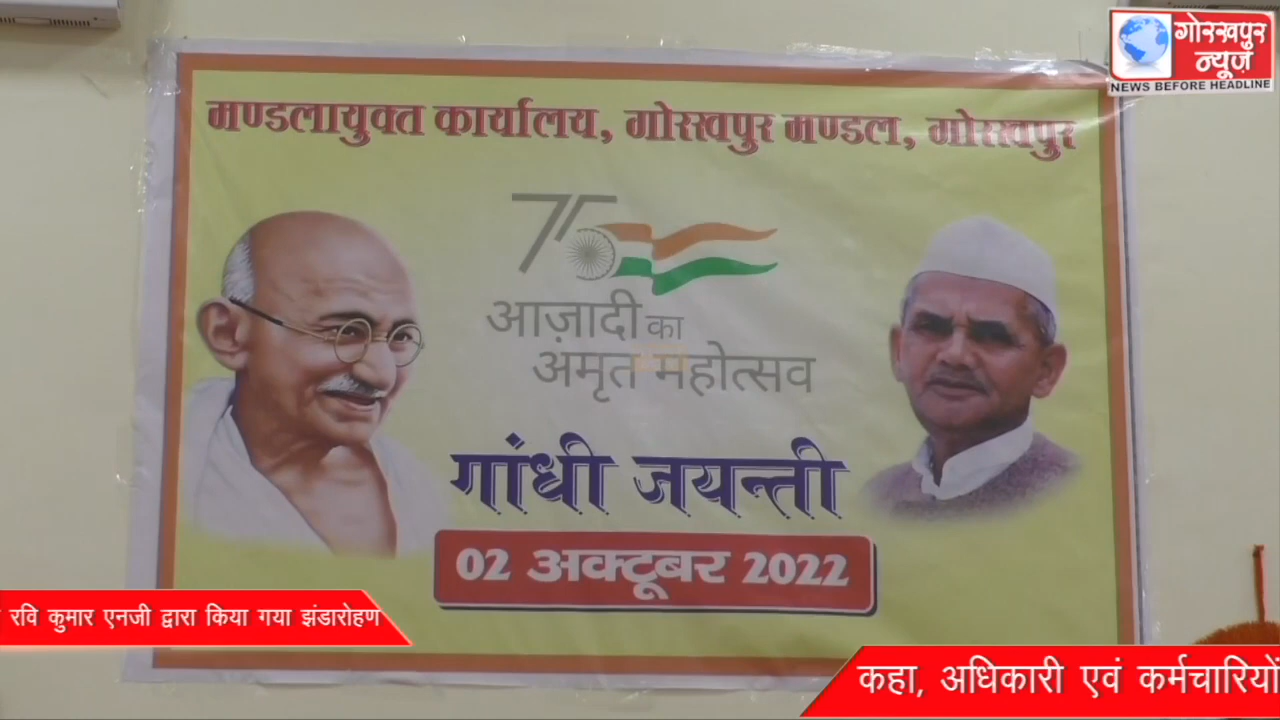 गोरखपुर
न्यूज़
NEWS BEFORE HEADLINE
मण्डलायुक्त कार्यालय, गोरखपुर मण्डल, गोरखपुर
75
आज़ादी का
अमृत महोत्सव
गांधी जयन्ती
02 अक्टूबर 2022
रवि कुमार एनजी द्वारा किया गया झंडारोहण
कहा, अधिकारी एवं कर्मचारियों